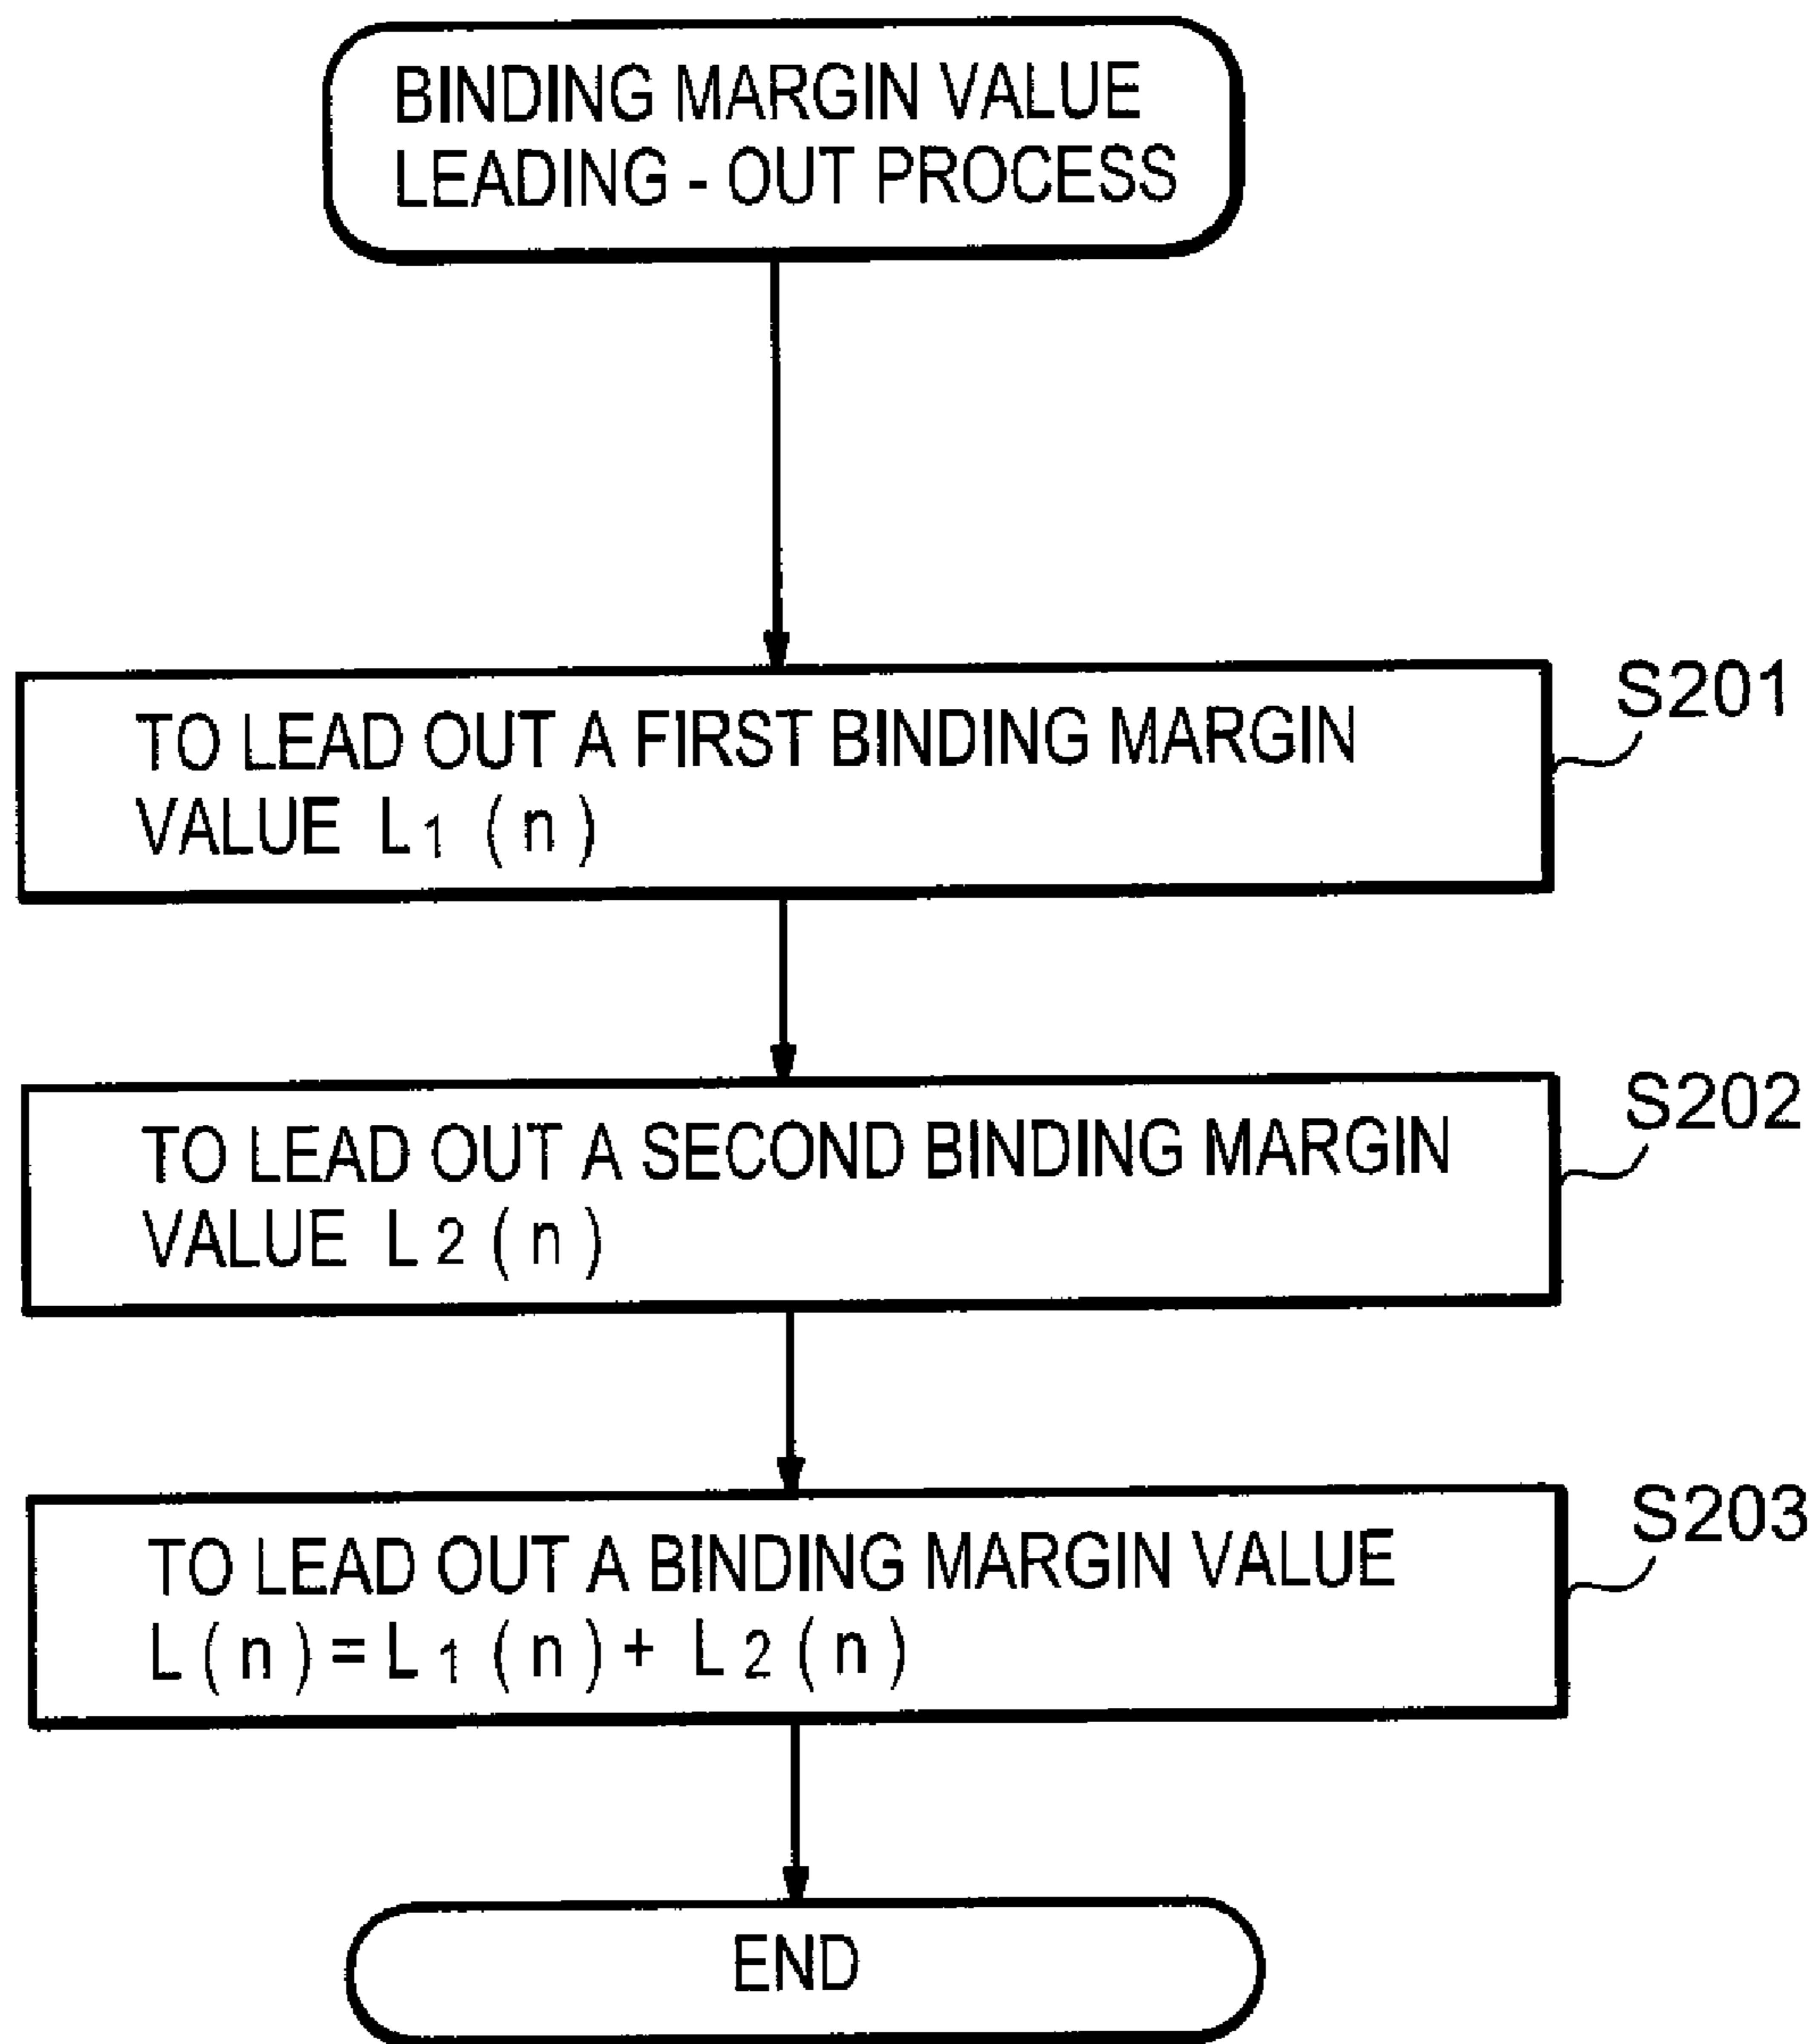 BINDING MARGIN VALUE
LEADING - OUT PROCESS
S201
TO LEAD OUT A FIRST BINDING MARGIN
VALUE L1 (n)
S202
TO LEAD OUT A SECOND BINDING MARGIN
VALUE L2 (n)
S203
TO LEAD OUT A BINDING MARGIN VALUE
L(n)=L1(n)+ L2(n)
END